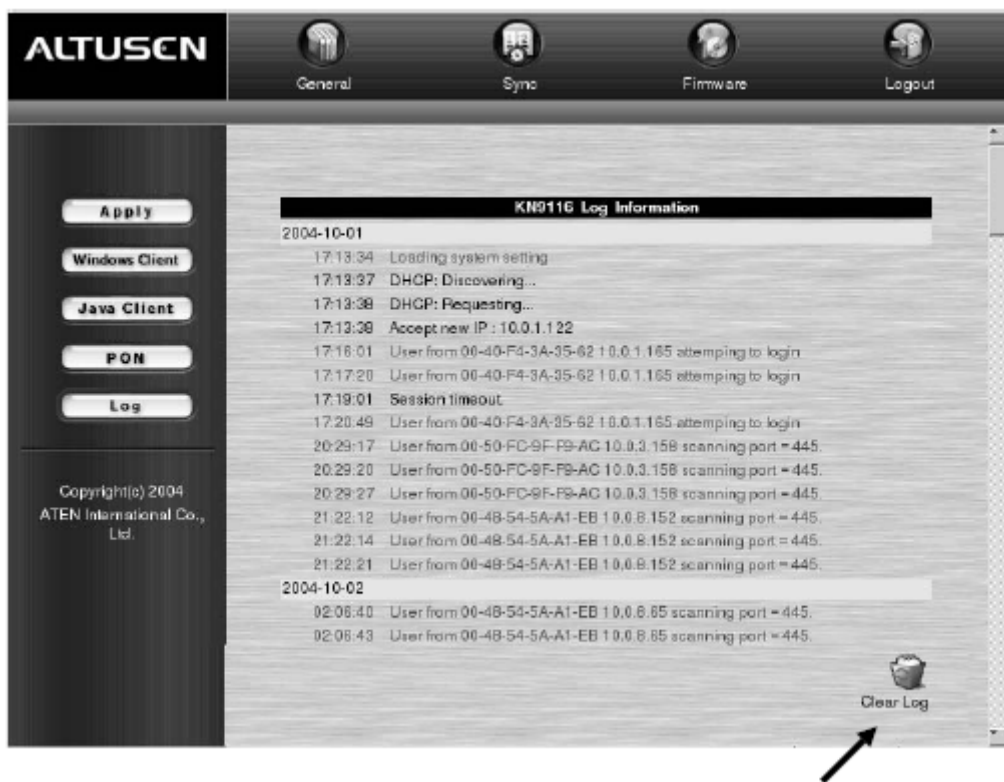 ALTUSEN
General
Sync
Firmware
Logout
Apply
Windows Client
Java Client
PON
Log
Copyright(c) 2004
ATEN International Co.,
Ltd.
KN9116 Log Information
2004-10-01
17:13:34 Loading system setting
17:13:37 DHCP: Discovering...
17:13:38 DHCP: Requesting...
17:13:38 Accept new IP : 10.0.1.122
17:16:01 User from 00-40-F4-3A-35-62 10.0.1.165 attemping to login
17:17:20 User from 00-40-F4-3A-35-62 10.0.1.165 attemping to login
17:19:01 Session timeout.
17:20:49 User from 00-40-F4-3A-35-62 10.0.1.165 attemping to login
20:29:17 User from 00-50-FC-9F-F9-AC 10.0.3.158 scanning port = 445.
20:29:20 User from 00-50-FC-9F-F9-AC 10.0.3.158 scanning port = 445.
20:29:27 User from 00-50-FC-9F-F9-AC 10.0.3.158 scanning port = 445.
21:22:12 User from 00-48-54-5A-A1-EB 10.0.8.152 scanning port = 445.
21:22:14 User from 00-48-54-5A-A1-EB 10.0.8.152 scanning port = 445.
21:22:21 User from 00-48-54-5A-A1-EB 10.0.8.152 scanning port = 445.
2004-10-02
02:06:40 User from 00-48-54-5A-A1-EB 10.0.8.65 scanning port = 445.
02:06:43 User from 00-48-54-5A-A1-EB 10.0.8.65 scanning port = 445.
Clear Log